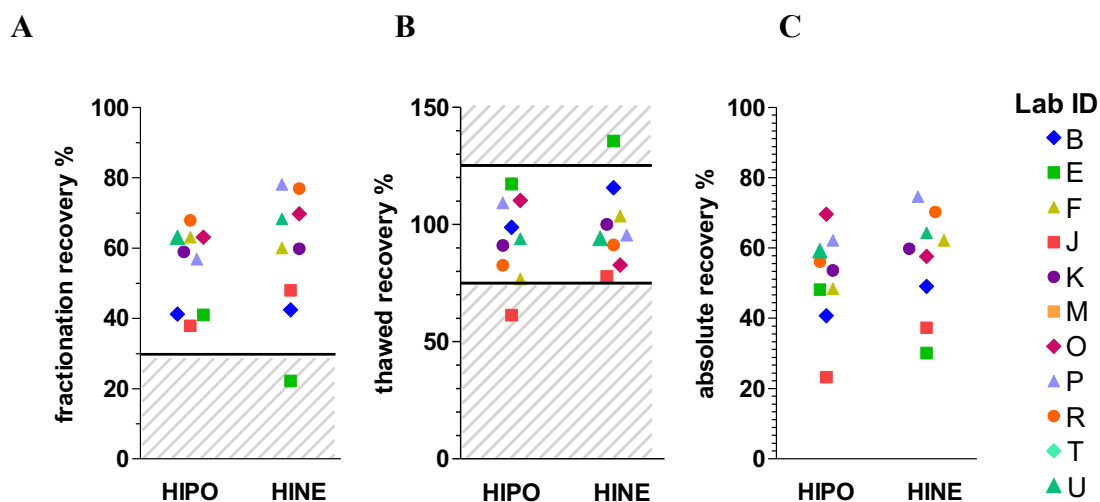 A
B
C
fractionation recovery %
100
80
60
40
20
0
HIPO
HINE
thawed recovery %
150
100
50
0
HIPO
HINE
absolute recovery %
100
80
60
40
20
0
HIPO
HINE
Lab ID
B
E
F
J
K
M
O
P
R
T
U